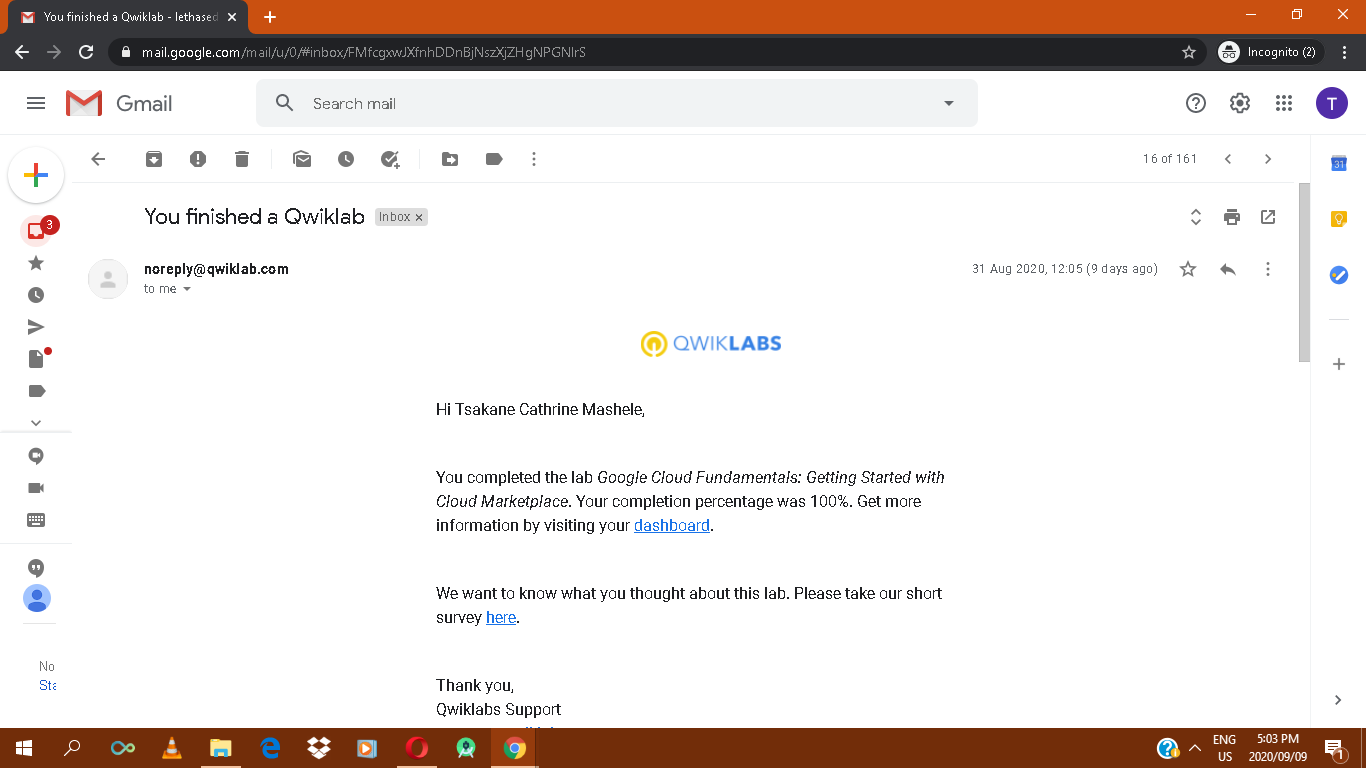 You finished a Qwiklab - lethased
mail.google.com/mail/u/0/#inbox/FMfcgxwJXfnhDDnBjNszXjZHgNPGNlrS
Incognito (2)
Gmail
Search mail
T
16 of 161
31
3
You finished a Qwiklab
Inbox ×
noreply@qwiklab.com
31 Aug 2020, 12:05 (9 days ago)
to me
QWIKLABS
Hi Tsakane Cathrine Mashele,
You completed the lab Google Cloud Fundamentals: Getting Started with
Cloud Marketplace. Your completion percentage was 100%. Get more
information by visiting your dashboard.
We want to know what you thought about this lab. Please take our short
survey here.
No
Sta
Thank you,
Qwiklabs Support
ENG
US
5:03 PM
2020/09/09
1